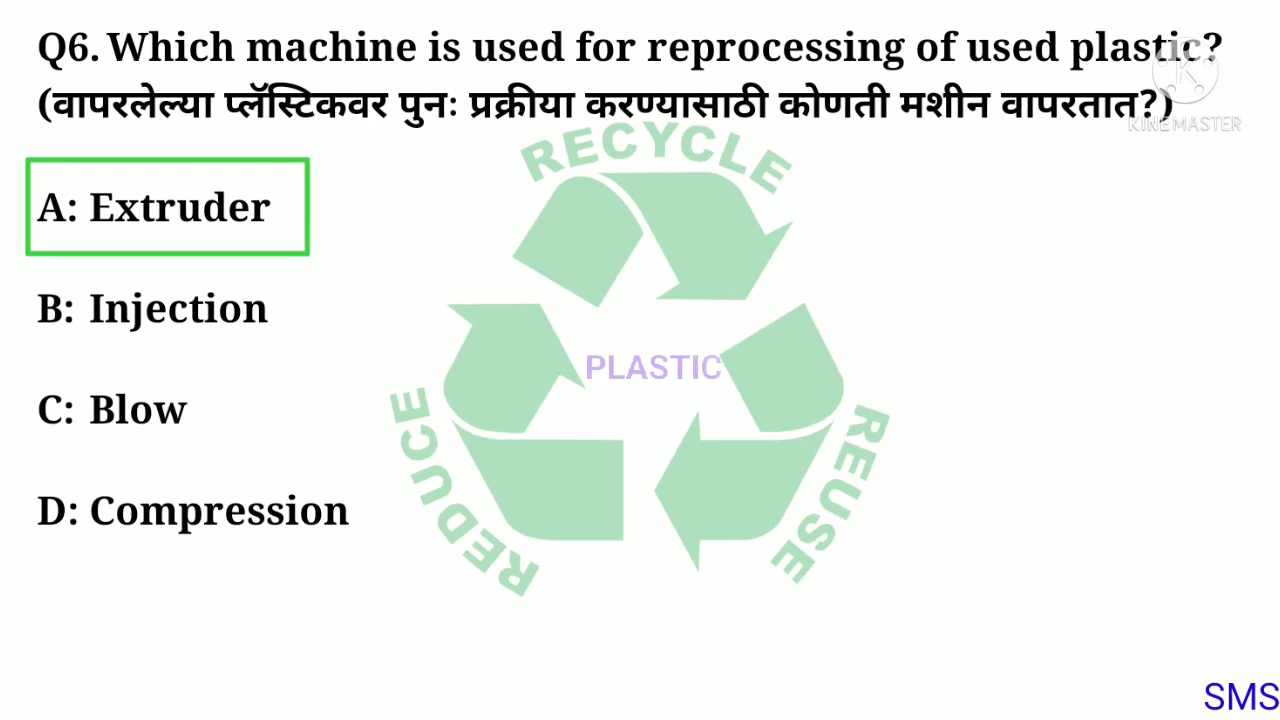 Q6. Which machine is used for reprocessing of used plastic?
(वापरलेल्या प्लॅस्टिकवर पुनः प्रक्रीया करण्यासाठी कोणती मशीन वापरतात?)
K
KINEMASTER
RECYCLE
A: Extruder
B: Injection
PLASTIC
C: Blow
REDUCE
REUSE
D: Compression
SMS